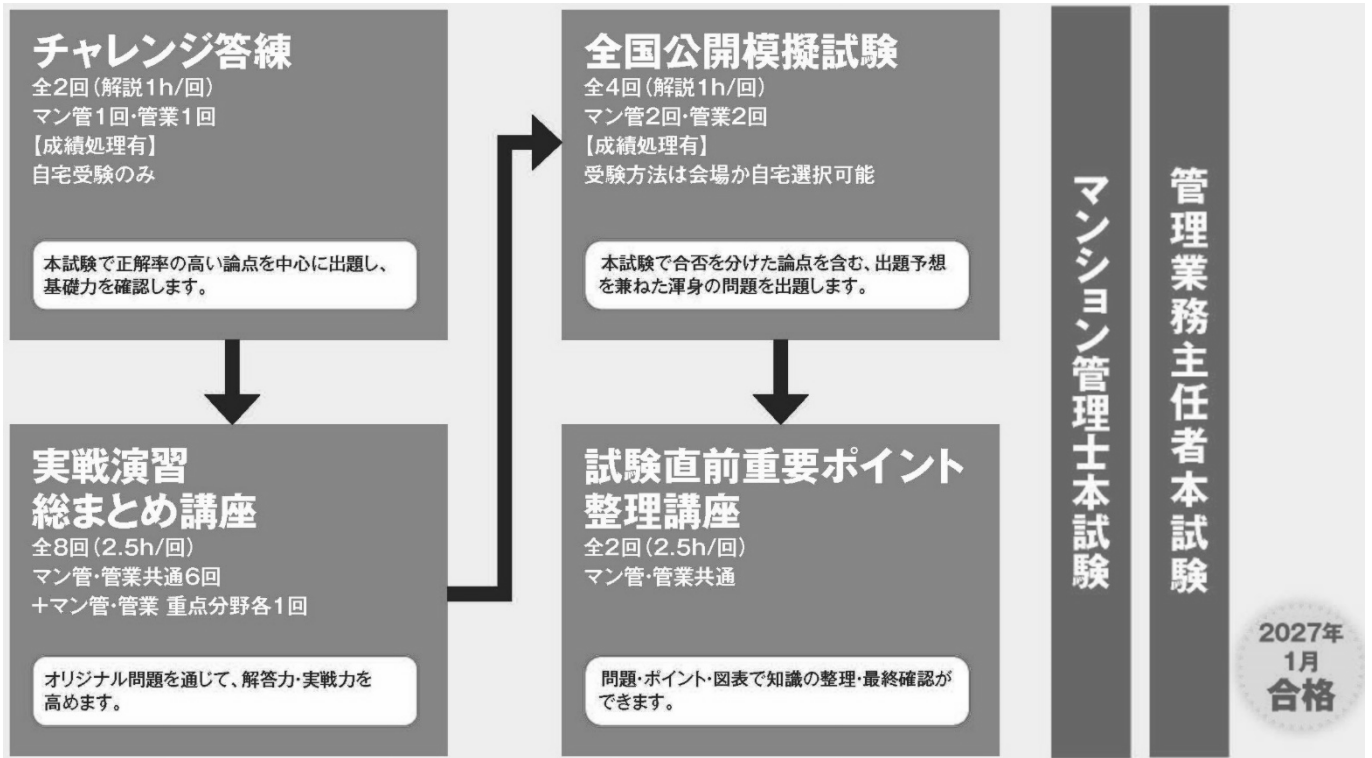 チャレンジ答練
全2回(解説1h/回)
マン管1回・管業1回
【成績処理有】
自宅受験のみ
本試験で正解率の高い論点を中心に出題し、
基礎力を確認します。
実戦演習
総まとめ講座
全8回(2.5h/回)
マン管・管業共通6回
+マン管・管業 重点分野各1回
オリジナル問題を通じて、解答力・実戦力を
高めます。
全国公開模擬試験
全4回(解説1h/回)
マン管2回・管業2回
【成績処理有】
受験方法は会場か自宅選択可能
本試験で合否を分けた論点を含む、出題予想
を兼ねた渾身の問題を出題します。
試験直前重要ポイント
整理講座
全2回(2.5h/回)
マン管・管業共通
問題・ポイント・図表で知識の整理・最終確認が
できます。
マンション管理士本試験
管理業務主任者本試験
2027年
1月
合格